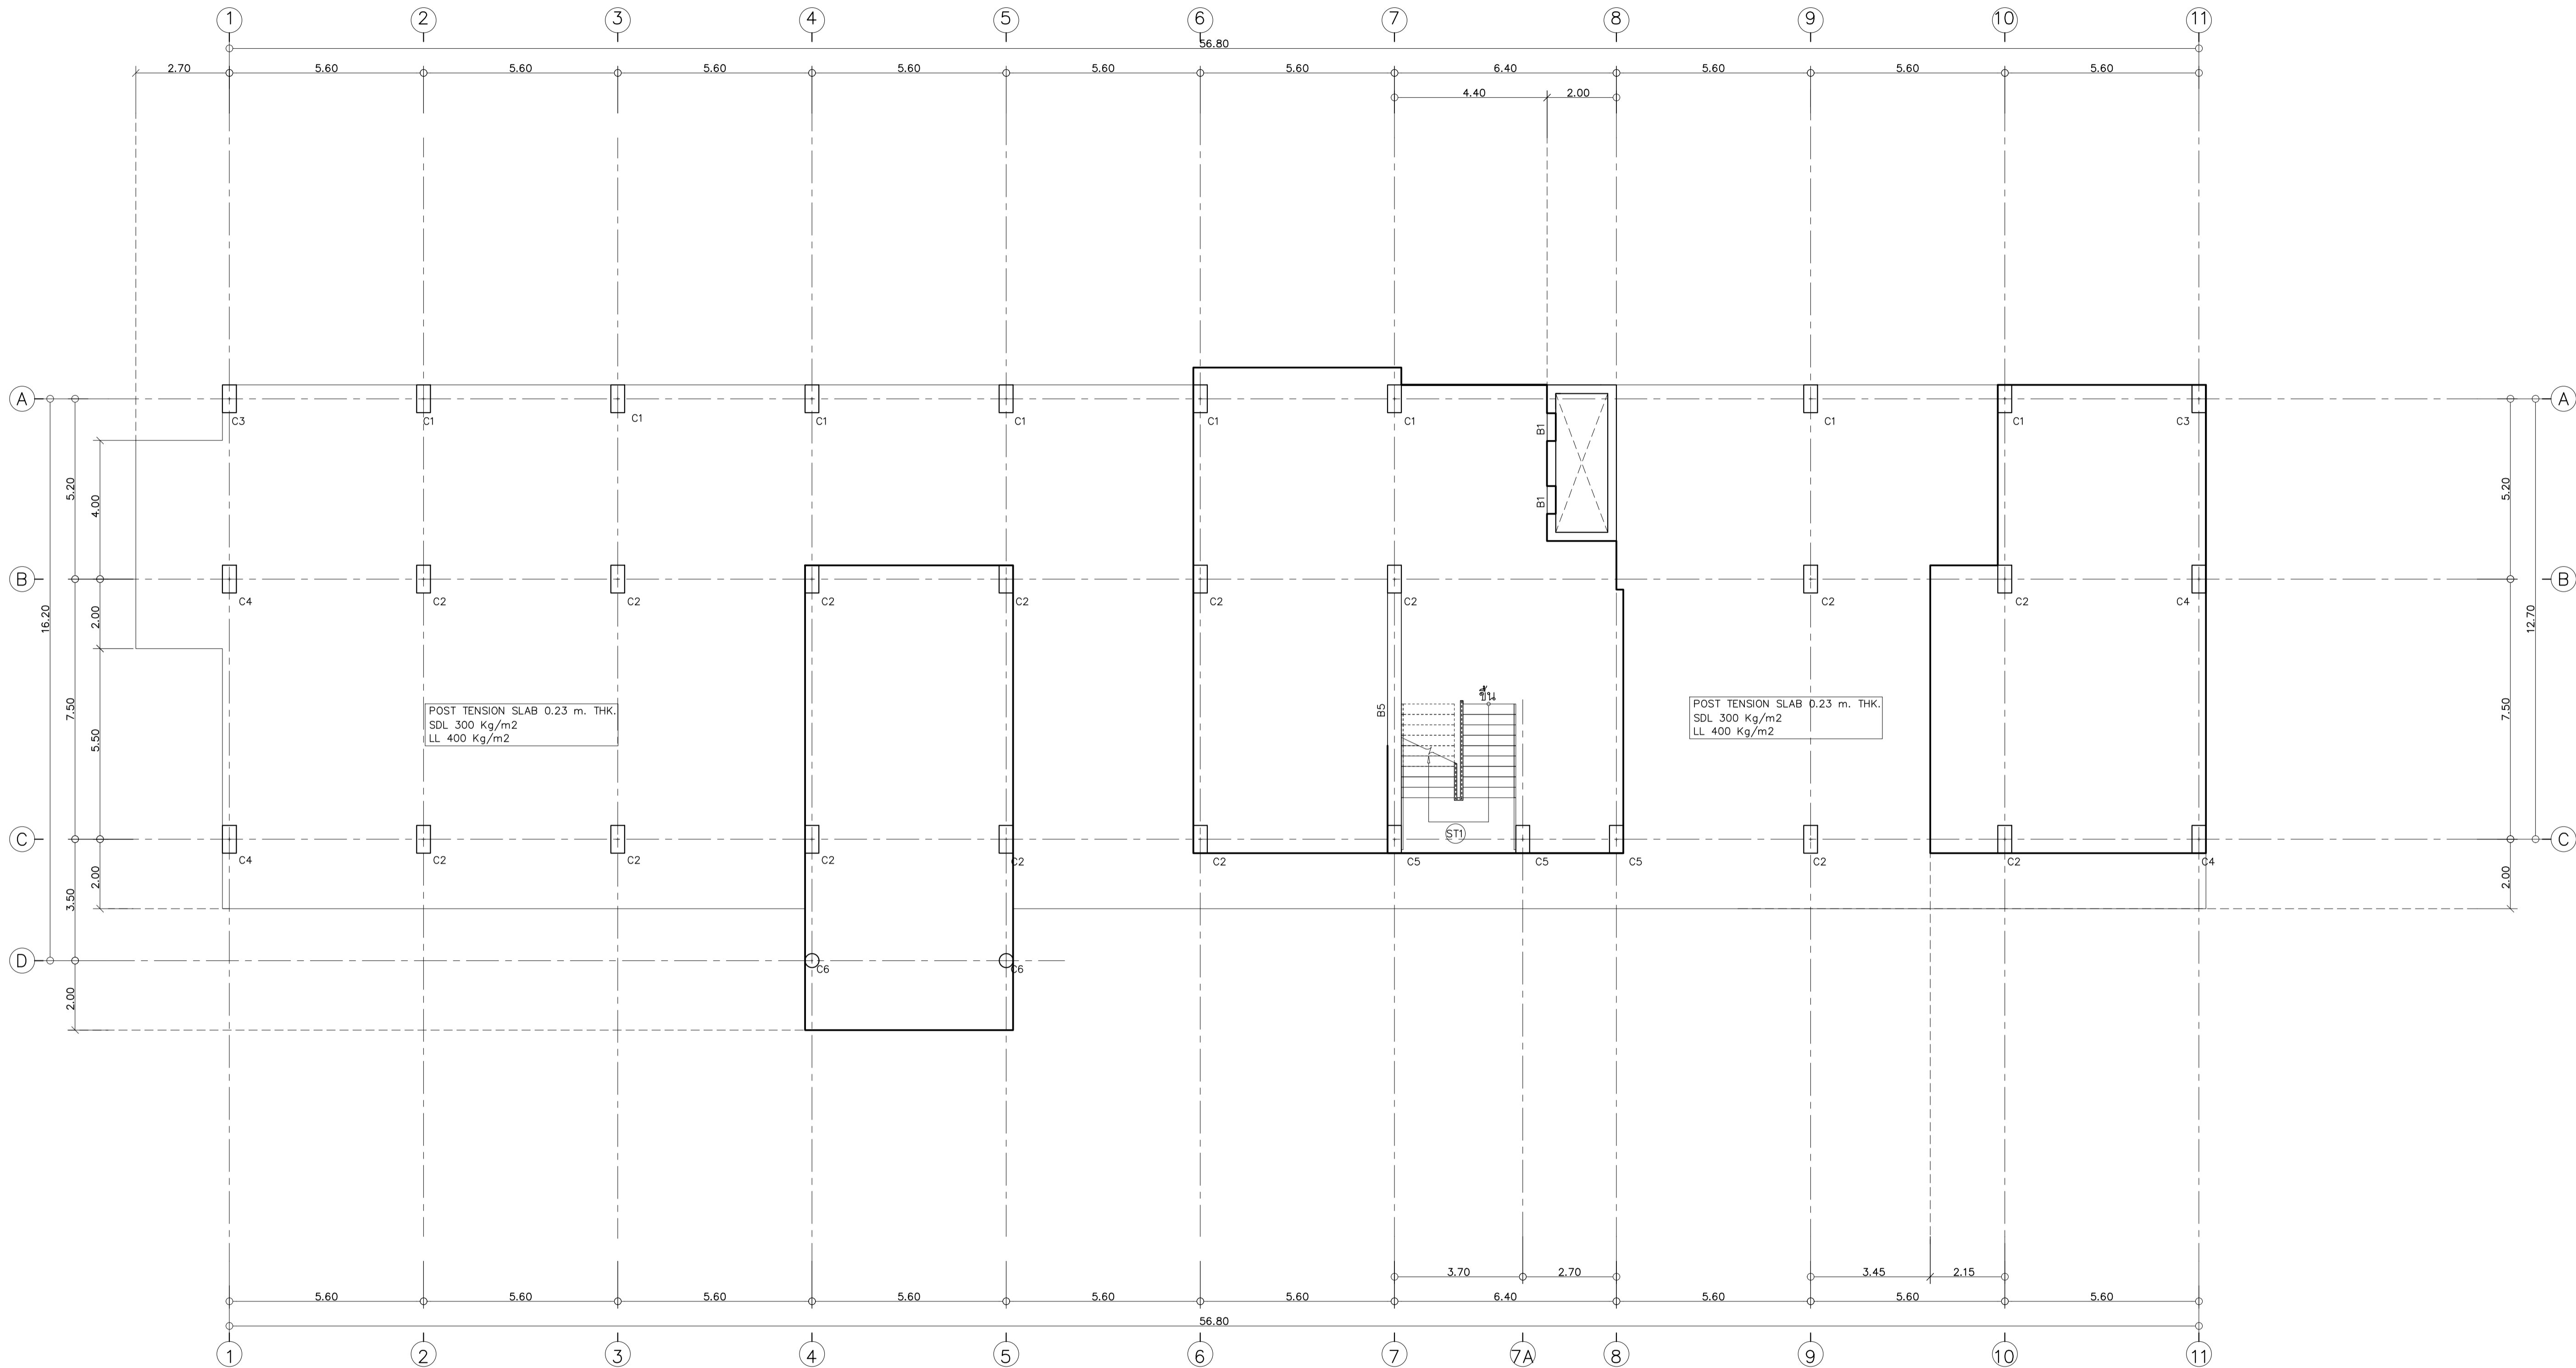 1 2 3 4 5 6 7 8 9 10 11
56.80
2.70 5.60 5.60 5.60 5.60 5.60 5.60 6.40 5.60 5.60 5.60
4.40 2.00
A A
C3 C1 C1 C1 C1 C1 C1 C1 C1 C3
B1
5.20 4.00 5.20
B1
B B
C4 C2 C2 C2 C2 C2 C2 C2 C2 C4
16.20 2.00 12.70
ขึ้น
7.50 5.50 B5 7.50
POST TENSION SLAB 0.23 m. THK.
SDL 300 Kg/m2
LL 400 Kg/m2
POST TENSION SLAB 0.23 m. THK.
SDL 300 Kg/m2
LL 400 Kg/m2
ST1
C C
C4 C2 C2 C2 C2 C2 C5 C5 C5 C2 C2 C4
3.50 2.00 2.00
D
C6 C6
2.00
3.70 2.70 3.45 2.15
5.60 5.60 5.60 5.60 5.60 5.60 6.40 5.60 5.60 5.60
56.80
1 2 3 4 5 6 7 7A 8 9 10 11